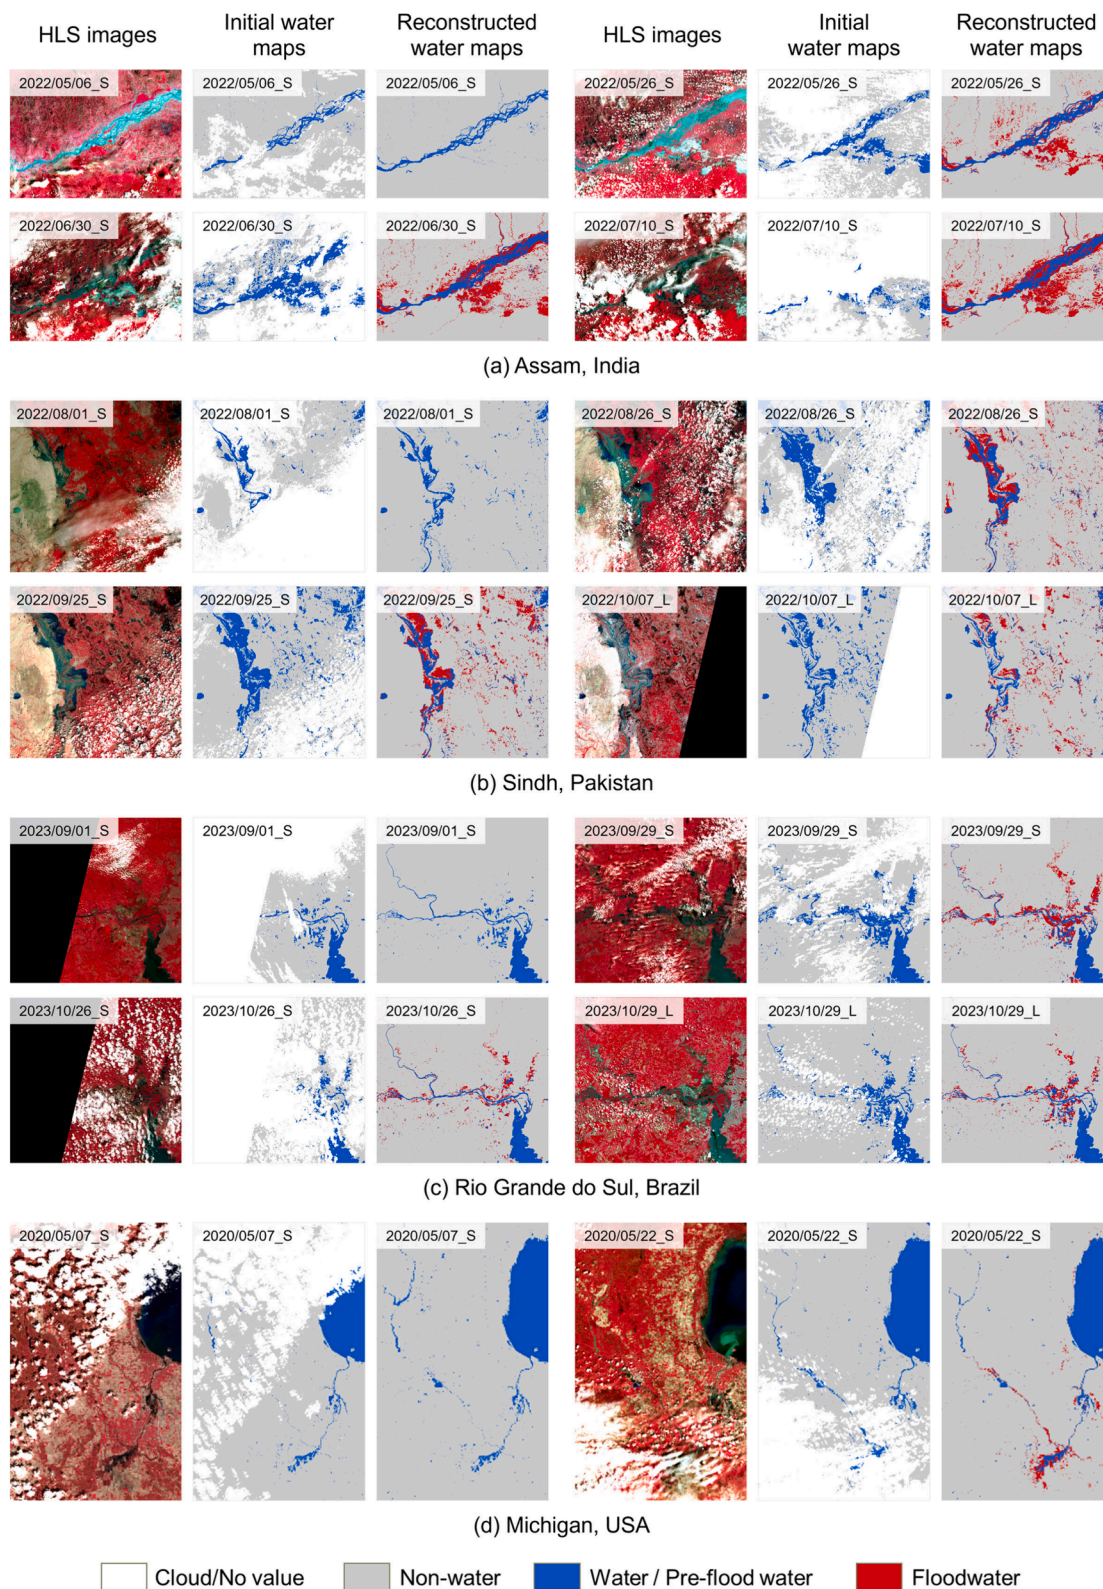 HLS images
Initial water
maps
Reconstructed
water maps
HLS images
Initial
water maps
Reconstructed
water maps
2022/05/06_S
2022/05/06_S
2022/05/06_S
2022/05/26_S
2022/05/26_S
2022/05/26_S
2022/06/30_S
2022/06/30_S
2022/06/30_S
2022/07/10_S
2022/07/10_S
2022/07/10_S
(a) Assam, India
2022/08/01_S
2022/08/01_S
2022/08/01_S
2022/08/26_S
2022/08/26_S
2022/08/26_S
2022/09/25_S
2022/09/25_S
2022/09/25_S
2022/10/07_L
2022/10/07_L
2022/10/07_L
(b) Sindh, Pakistan
2023/09/01_S
2023/09/01_S
2023/09/01_S
2023/09/29_S
2023/09/29_S
2023/09/29_S
2023/10/26_S
2023/10/26_S
2023/10/26_S
2023/10/29_L
2023/10/29_L
2023/10/29_L
(c) Rio Grande do Sul, Brazil
2020/05/07_S
2020/05/07_S
2020/05/07_S
2020/05/22_S
2020/05/22_S
2020/05/22_S
(d) Michigan, USA
Cloud/No value
Non-water
Water / Pre-flood water
Floodwater